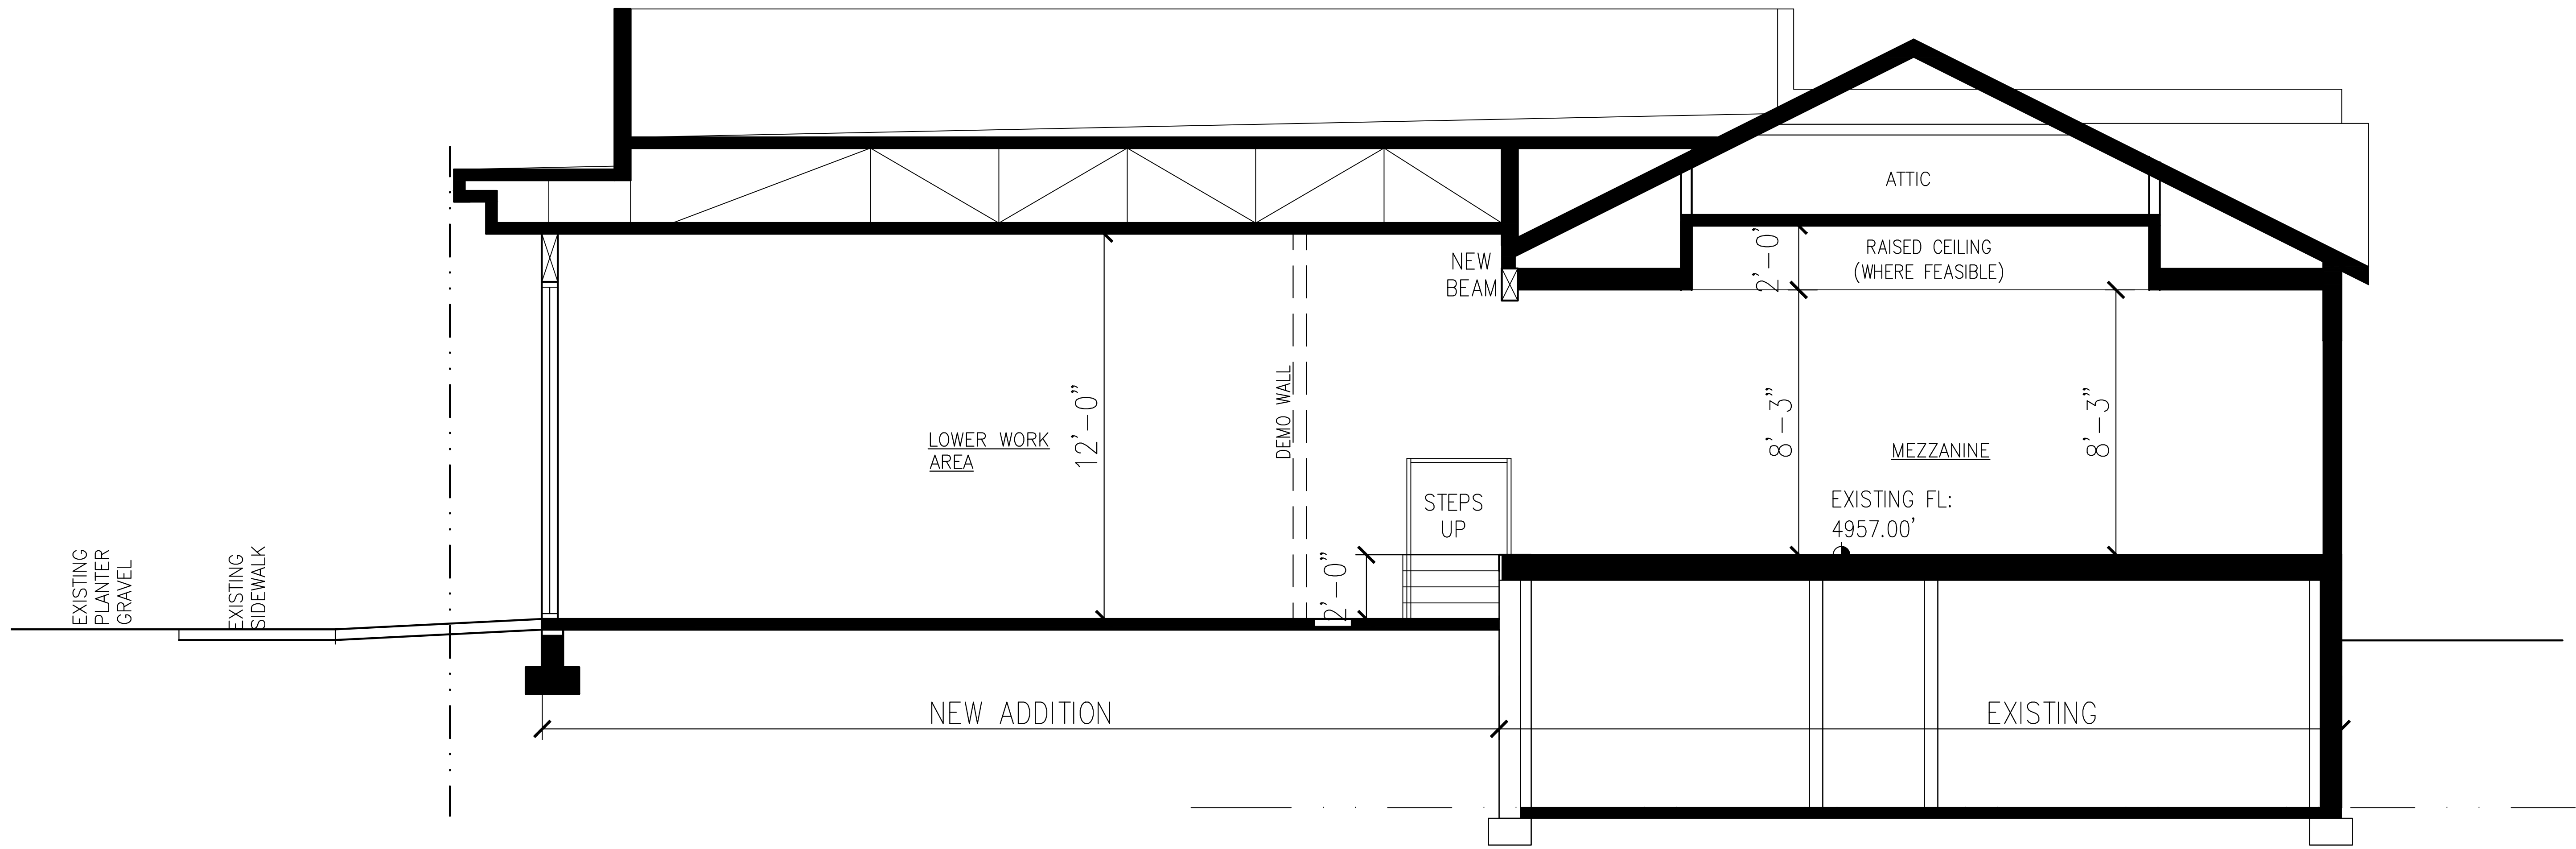 ATTIC
RAISED CEILING
(WHERE FEASIBLE)
2'-0'
NEW
BEAM
DEMO WALL
12'-0"
LOWER WORK
AREA
8'-3"
8'-3"
MEZZANINE
STEPS
UP
EXISTING FL:
4957.00'
2'-0"
EXISTING
PLANTER
GRAVEL
EXISTING
SIDEWALK
NEW ADDITION
EXISTING